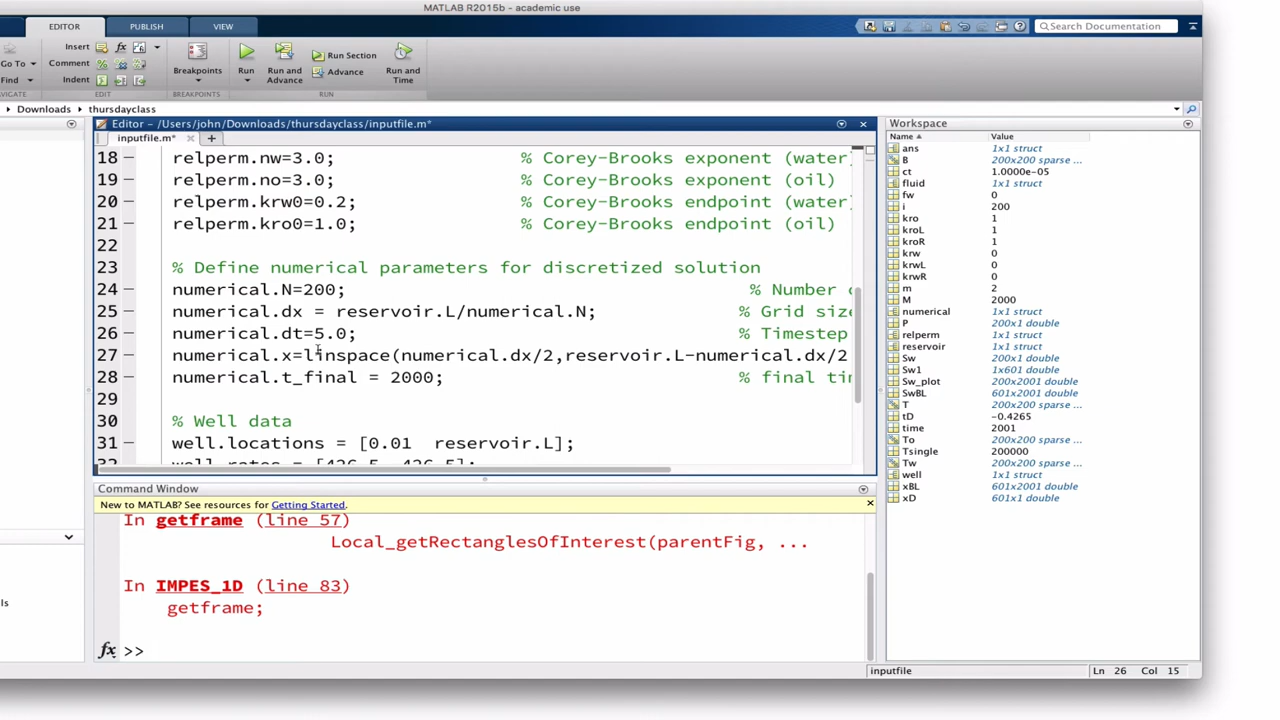 MATLAB R2015b - academic use
EDITOR PUBLISH VIEW
Search Documentation
Insert fx
Go To Comment % Breakpoints Run Run and Advance Run Section Advance Run and Time
Find Indent
NAVIGATE EDIT BREAKPOINTS RUN
Downloads thursdayclass
Editor - /Users/john/Downloads/thursdayclass/inputfile.m*
inputfile.m* × +
18 – relperm.nw=3.0; % Corey-Brooks exponent (water)
19 – relperm.no=3.0; % Corey-Brooks exponent (oil)
20 – relperm.krw0=0.2; % Corey-Brooks endpoint (water)
21 – relperm.kro0=1.0; % Corey-Brooks endpoint (oil)
22
23 % Define numerical parameters for discretized solution
24 – numerical.N=200; % Number
25 – numerical.dx = reservoir.L/numerical.N; % Grid size
26 – numerical.dt=5.0; % Timestep
27 – numerical.x=linspace(numerical.dx/2,reservoir.L-numerical.dx/2
28 – numerical.t_final = 2000; % final
29
30 % Well data
31 – well.locations = [0.01 reservoir.L];
Command Window
New to MATLAB? See resources for Getting Started.
In getframe (line 57)
Local_getRectanglesOfInterest(parentFig, ...
In IMPES_1D (line 83)
getframe;
fx >>
Workspace
Name Value
ans 1x1 struct
B 200x200 sparse ...
ct 1.0000e-05
fluid 1x1 struct
fw 0
i 200
kro 1
kroL 1
kroR 1
krw 0
krwL 0
krwR 0
m 2
M 2000
numerical 1x1 struct
P 200x1 double
relperm 1x1 struct
reservoir 1x1 struct
Sw 200x1 double
Sw1 1x601 double
Sw_plot 200x2001 double
SwBL 601x2001 double
T 200x200 sparse ...
tD -0.4265
time 2001
To 200x200 sparse ...
Tsingle 200000
Tw 200x200 sparse ...
well 1x1 struct
xBL 601x2001 double
xD 601x1 double
inputfile Ln 26 Col 15